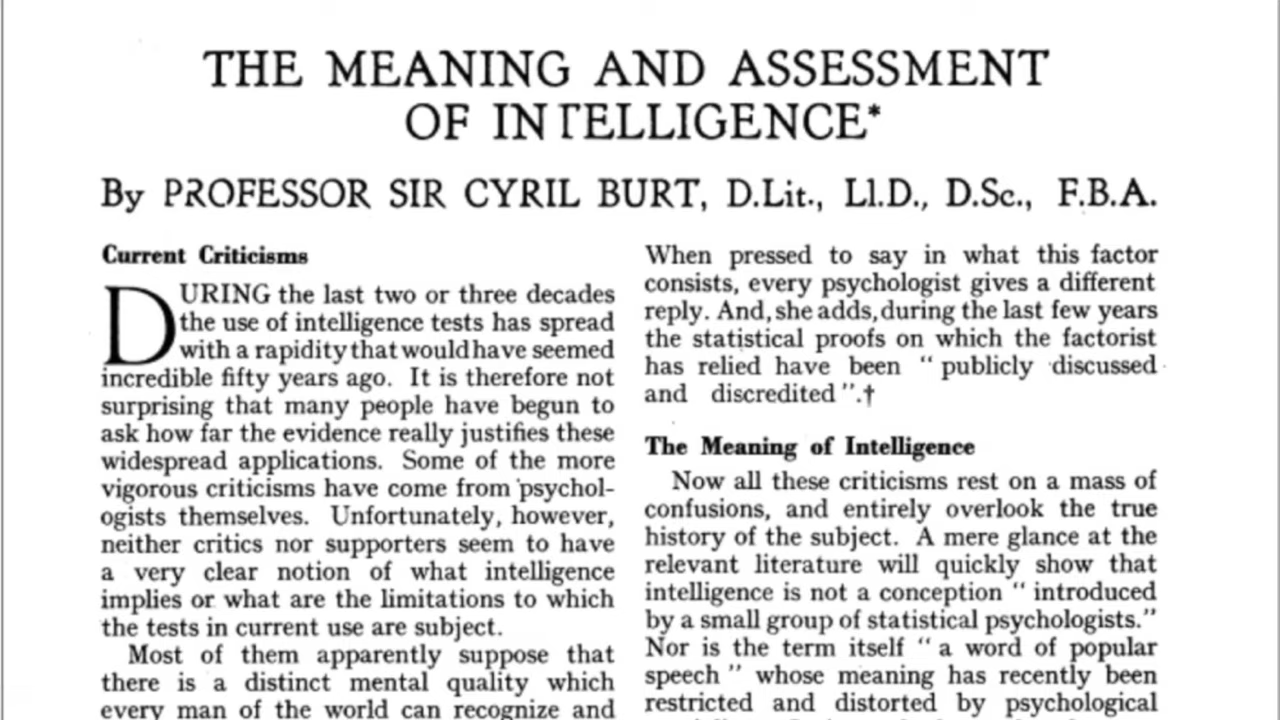 THE MEANING AND ASSESSMENT
OF INTELLIGENCE*
By PROFESSOR SIR CYRIL BURT, D.Lit., Ll.D., D.Sc., F.B.A.
Current Criticisms
DURING the last two or three decades
the use of intelligence tests has spread
with a rapidity that would have seemed
incredible fifty years ago. It is therefore not
surprising that many people have begun to
ask how far the evidence really justifies these
widespread applications. Some of the more
vigorous criticisms have come from psychol-
ogists themselves. Unfortunately, however,
neither critics nor supporters seem to have
a very clear notion of what intelligence
implies or what are the limitations to which
the tests in current use are subject.
Most of them apparently suppose that
there is a distinct mental quality which
every man of the world can recognize and
When pressed to say in what this factor
consists, every psychologist gives a different
reply. And, she adds, during the last few years
the statistical proofs on which the factorist
has relied have been “ publicly discussed
and discredited ”.†
The Meaning of Intelligence
Now all these criticisms rest on a mass of
confusions, and entirely overlook the true
history of the subject. A mere glance at the
relevant literature will quickly show that
intelligence is not a conception “ introduced
by a small group of statistical psychologists.”
Nor is the term itself “ a word of popular
speech ” whose meaning has recently been
restricted and distorted by psychological